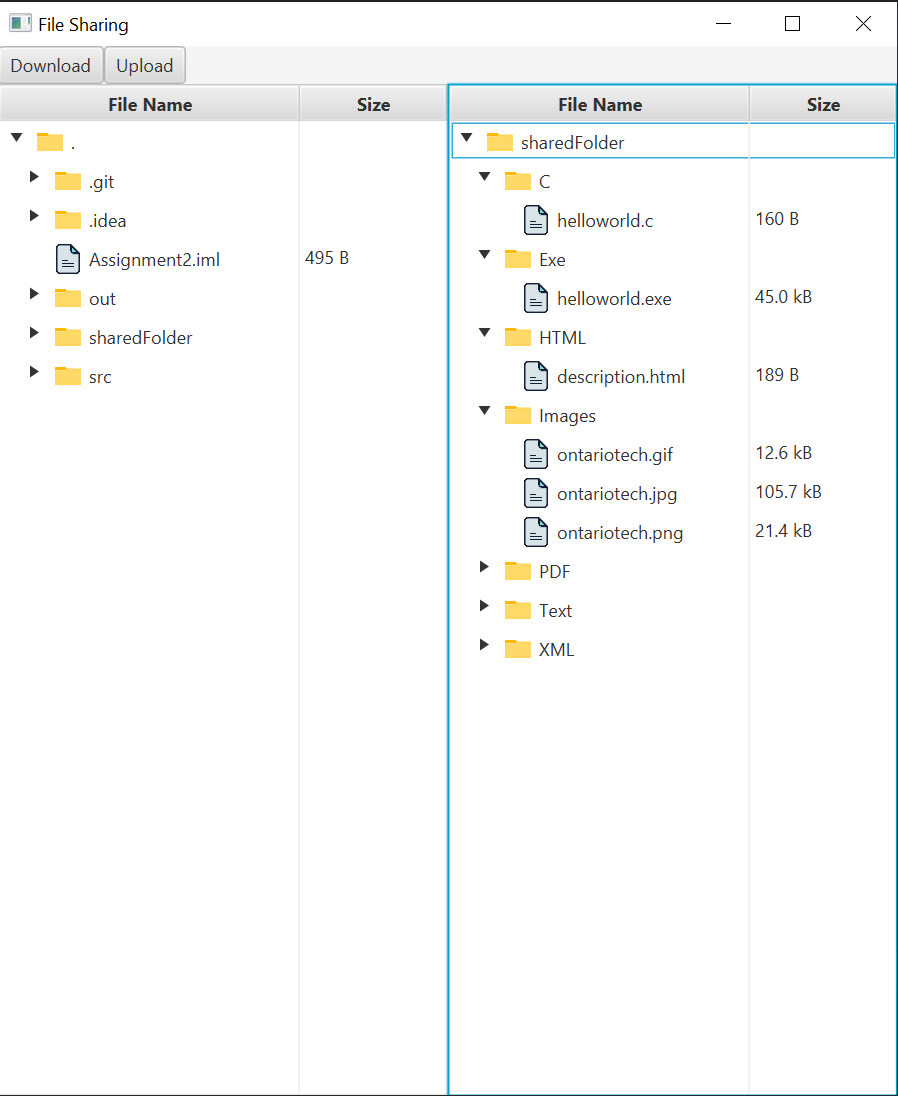 File Sharing
Download Upload
File Name Size
.
.git
.idea
Assignment2.iml 495 B
out
sharedFolder
src
File Name Size
sharedFolder
C
helloworld.c 160 B
Exe
helloworld.exe 45.0 kB
HTML
description.html 189 B
Images
ontariotech.gif 12.6 kB
ontariotech.jpg 105.7 kB
ontariotech.png 21.4 kB
PDF
Text
XML